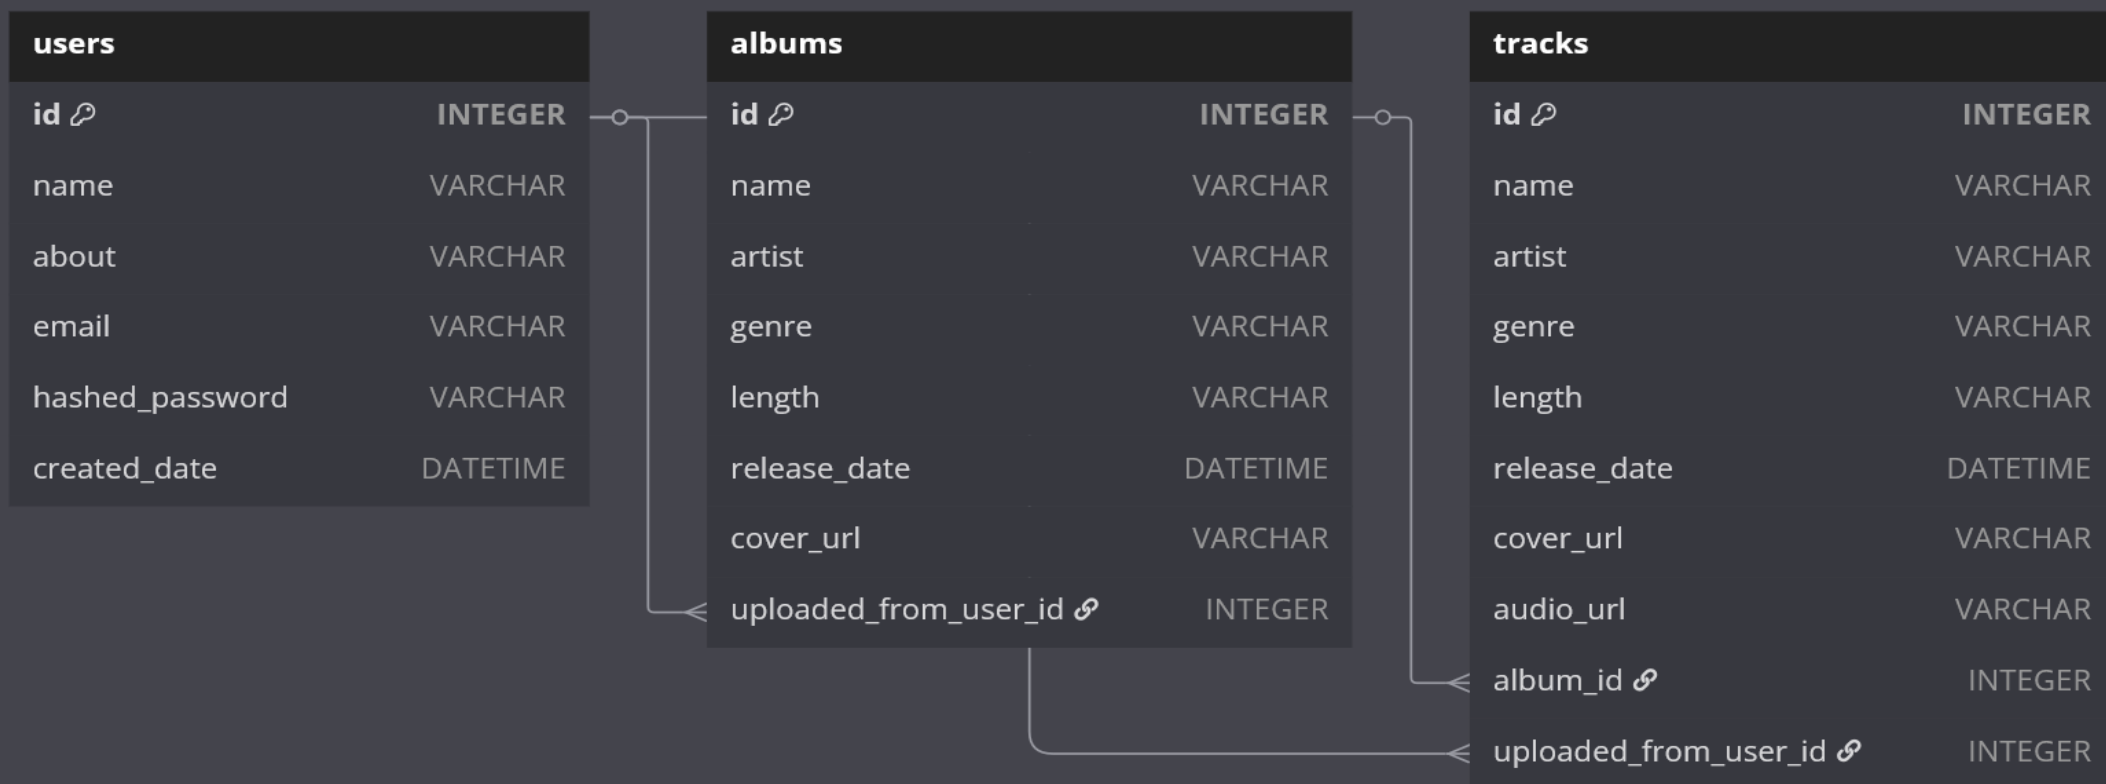 users
id INTEGER
name VARCHAR
about VARCHAR
email VARCHAR
hashed_password VARCHAR
created_date DATETIME
albums
id INTEGER
name VARCHAR
artist VARCHAR
genre VARCHAR
length VARCHAR
release_date DATETIME
cover_url VARCHAR
uploaded_from_user_id INTEGER
tracks
id INTEGER
name VARCHAR
artist VARCHAR
genre VARCHAR
length VARCHAR
release_date DATETIME
cover_url VARCHAR
audio_url VARCHAR
album_id INTEGER
uploaded_from_user_id INTEGER